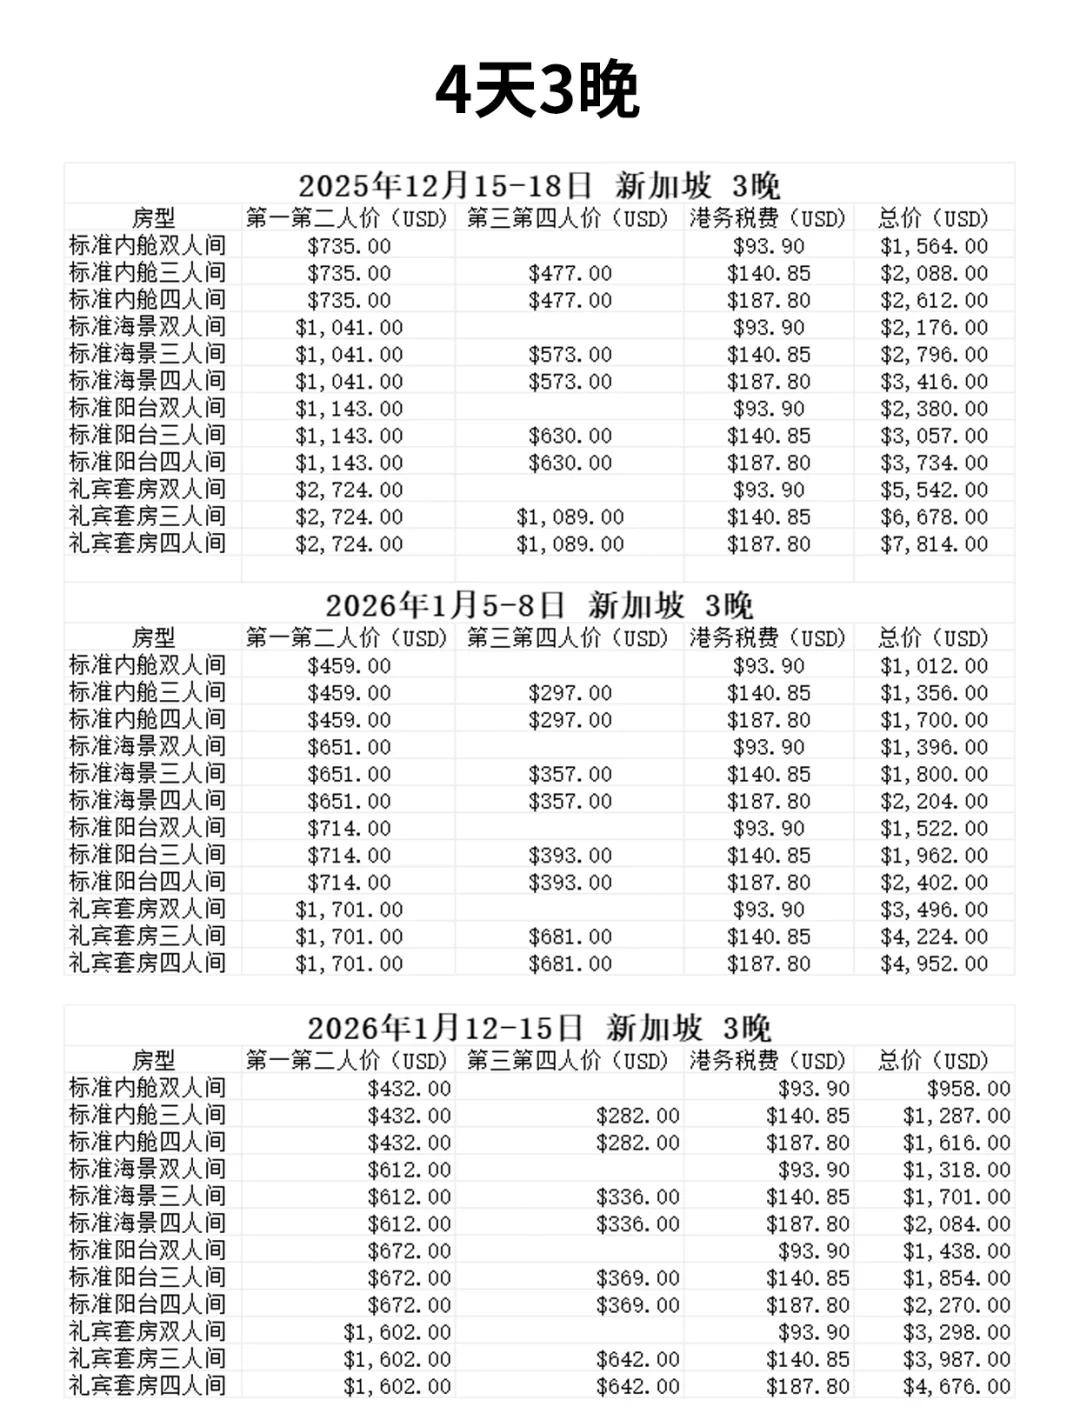 4天3晚
2025年12月15-18日 新加坡 3晚
房型 第一第二人价（USD） 第三第四人价（USD） 港务税费（USD） 总价（USD）
标准内舱双人间 $735.00 $93.90 $1,564.00
标准内舱三人间 $735.00 $477.00 $140.85 $2,088.00
标准内舱四人间 $735.00 $477.00 $187.80 $2,612.00
标准海景双人间 $1,041.00 $93.90 $2,176.00
标准海景三人间 $1,041.00 $573.00 $140.85 $2,796.00
标准海景四人间 $1,041.00 $573.00 $187.80 $3,416.00
标准阳台双人间 $1,143.00 $93.90 $2,380.00
标准阳台三人间 $1,143.00 $630.00 $140.85 $3,057.00
标准阳台四人间 $1,143.00 $630.00 $187.80 $3,734.00
礼宾套房双人间 $2,724.00 $93.90 $5,542.00
礼宾套房三人间 $2,724.00 $1,089.00 $140.85 $6,678.00
礼宾套房四人间 $2,724.00 $1,089.00 $187.80 $7,814.00
2026年1月5-8日 新加坡 3晚
房型 第一第二人价（USD） 第三第四人价（USD） 港务税费（USD） 总价（USD）
标准内舱双人间 $459.00 $93.90 $1,012.00
标准内舱三人间 $459.00 $297.00 $140.85 $1,356.00
标准内舱四人间 $459.00 $297.00 $187.80 $1,700.00
标准海景双人间 $651.00 $93.90 $1,396.00
标准海景三人间 $651.00 $357.00 $140.85 $1,800.00
标准海景四人间 $651.00 $357.00 $187.80 $2,204.00
标准阳台双人间 $714.00 $93.90 $1,522.00
标准阳台三人间 $714.00 $393.00 $140.85 $1,962.00
标准阳台四人间 $714.00 $393.00 $187.80 $2,402.00
礼宾套房双人间 $1,701.00 $93.90 $3,496.00
礼宾套房三人间 $1,701.00 $681.00 $140.85 $4,224.00
礼宾套房四人间 $1,701.00 $681.00 $187.80 $4,952.00
2026年1月12-15日 新加坡 3晚
房型 第一第二人价（USD） 第三第四人价（USD） 港务税费（USD） 总价（USD）
标准内舱双人间 $432.00 $93.90 $958.00
标准内舱三人间 $432.00 $282.00 $140.85 $1,287.00
标准内舱四人间 $432.00 $282.00 $187.80 $1,616.00
标准海景双人间 $612.00 $93.90 $1,318.00
标准海景三人间 $612.00 $336.00 $140.85 $1,701.00
标准海景四人间 $612.00 $336.00 $187.80 $2,084.00
标准阳台双人间 $672.00 $93.90 $1,438.00
标准阳台三人间 $672.00 $369.00 $140.85 $1,854.00
标准阳台四人间 $672.00 $369.00 $187.80 $2,270.00
礼宾套房双人间 $1,602.00 $93.90 $3,298.00
礼宾套房三人间 $1,602.00 $642.00 $140.85 $3,987.00
礼宾套房四人间 $1,602.00 $642.00 $187.80 $4,676.00